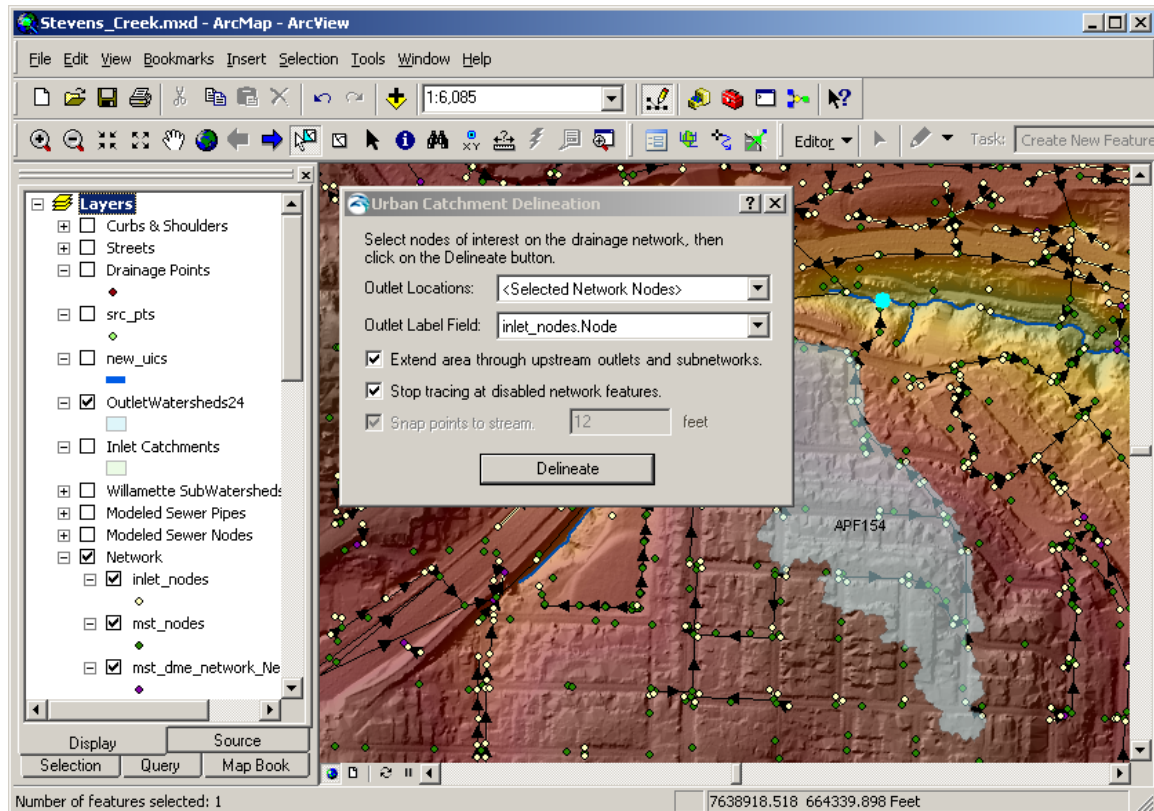 Stevens_Creek.mxd - ArcMap - ArcView
File Edit View Bookmarks Insert Selection Tools Window Help
1:6,085
Editor Task: Create New Feature
Layers
Curbs & Shoulders
Streets
Drainage Points
src_pts
new_uics
OutletWatersheds24
Inlet Catchments
Willamette SubWatersheds
Modeled Sewer Pipes
Modeled Sewer Nodes
Network
inlet_nodes
mst_nodes
mst_dme_network_Ne
Display Source
Selection Query Map Book
Urban Catchment Delineation
Select nodes of interest on the drainage network, then
click on the Delineate button.
Outlet Locations: <Selected Network Nodes>
Outlet Label Field: inlet_nodes.Node
Extend area through upstream outlets and subnetworks.
Stop tracing at disabled network features.
Snap points to stream. 12 feet
Delineate
APF154
Number of features selected: 1
7638918.518 664339.898 Feet